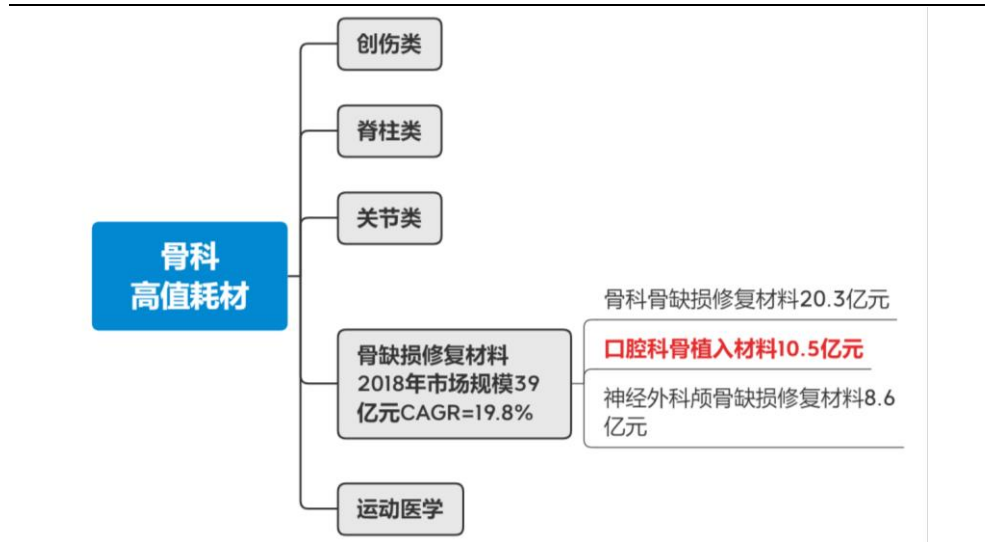 创伤类
脊柱类
关节类
骨科
高值耗材
骨缺损修复材料
2018年市场规模39
亿元CAGR=19.8%
骨科骨缺损修复材料20.3亿元
口腔科骨植入材料10.5亿元
神经外科颅骨缺损修复材料8.6
亿元
运动医学